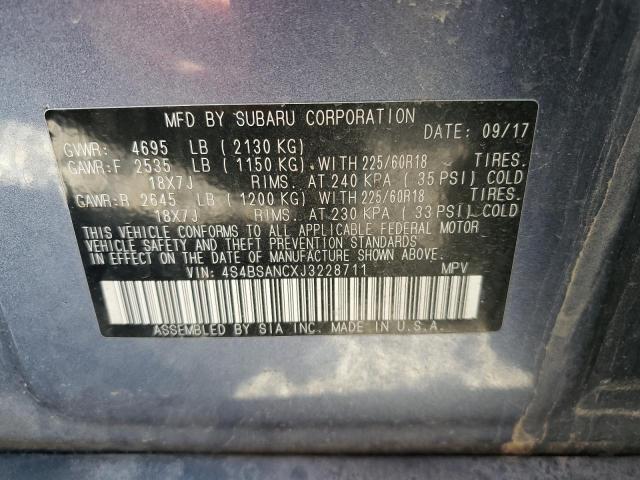 MFD BY SUBARU CORPORATION
DATE: 09/17
GVWR: 4695 LB (2130 KG)
GAWR:F 2535 LB (1150 KG). WITH 225/60R18 TIRES.
18X7J RIMS. AT 240 KPA (35 PSI) COLD
GAWR:R 2645 LB (1200 KG). WITH 225/60R18 TIRES.
18X7J RIMS. AT 230 KPA (33 PSI) COLD
THIS VEHICLE CONFORMS TO ALL APPLICABLE FEDERAL MOTOR
VEHICLE SAFETY AND THEFT PREVENTION STANDARDS
IN EFFECT ON THE DATE OF MANUFACTURE SHOWN ABOVE.
VIN: 4S4BSANCXJ3228711 MPV
ASSEMBLED BY SIA INC. MADE IN U.S.A.